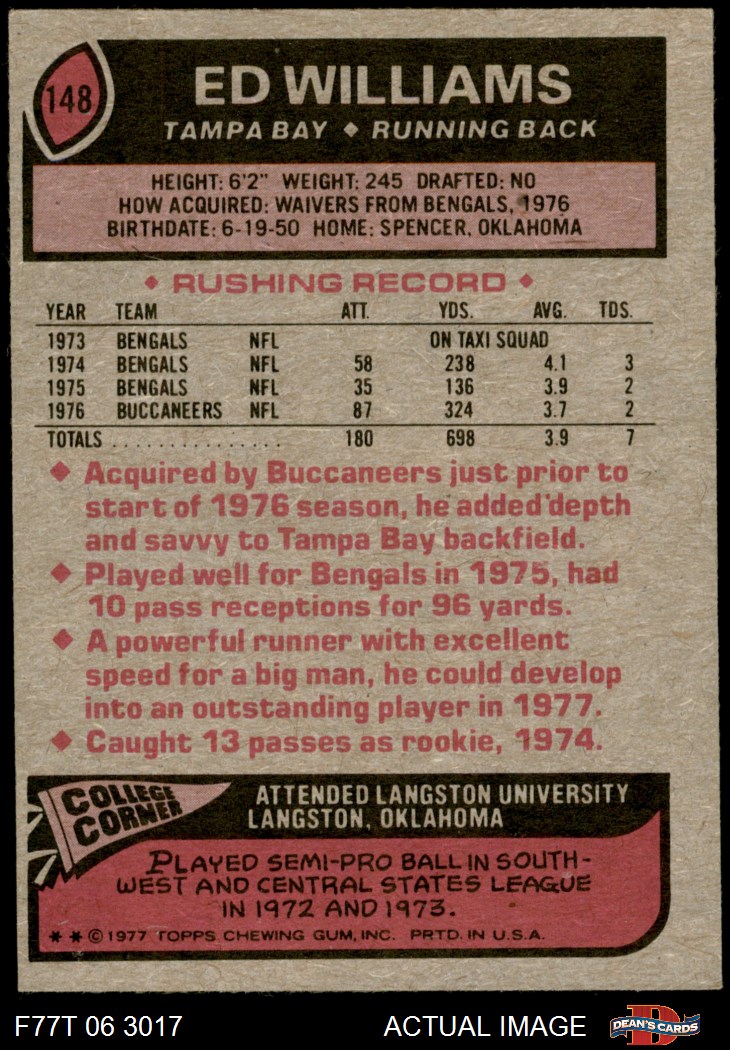 148
ED WILLIAMS
TAMPA BAY ◆ RUNNING BACK
HEIGHT: 6'2" WEIGHT: 245 DRAFTED: NO
HOW ACQUIRED: WAIVERS FROM BENGALS, 1976
BIRTHDATE: 6-19-50 HOME: SPENCER, OKLAHOMA
◆ RUSHING RECORD ◆
YEAR TEAM ATT. YDS. AVG. TDS.
1973 BENGALS NFL ON TAXI SQUAD
1974 BENGALS NFL 58 238 4.1 3
1975 BENGALS NFL 35 136 3.9 2
1976 BUCCANEERS NFL 87 324 3.7 2
TOTALS . . . . . . . . . . . . . . . 180 698 3.9 7
◆ Acquired by Buccaneers just prior to
start of 1976 season, he added depth
and savvy to Tampa Bay backfield.
◆ Played well for Bengals in 1975, had
10 pass receptions for 96 yards.
◆ A powerful runner with excellent
speed for a big man, he could develop
into an outstanding player in 1977.
◆ Caught 13 passes as rookie, 1974.
COLLEGE
CORNER
ATTENDED LANGSTON UNIVERSITY
LANGSTON, OKLAHOMA
PLAYED SEMI-PRO BALL IN SOUTH-
WEST AND CENTRAL STATES LEAGUE
IN 1972 AND 1973.
** © 1977 TOPPS CHEWING GUM, INC. PRTD. IN U.S.A.
F77T 06 3017 ACTUAL IMAGE
DEAN'S CARDS